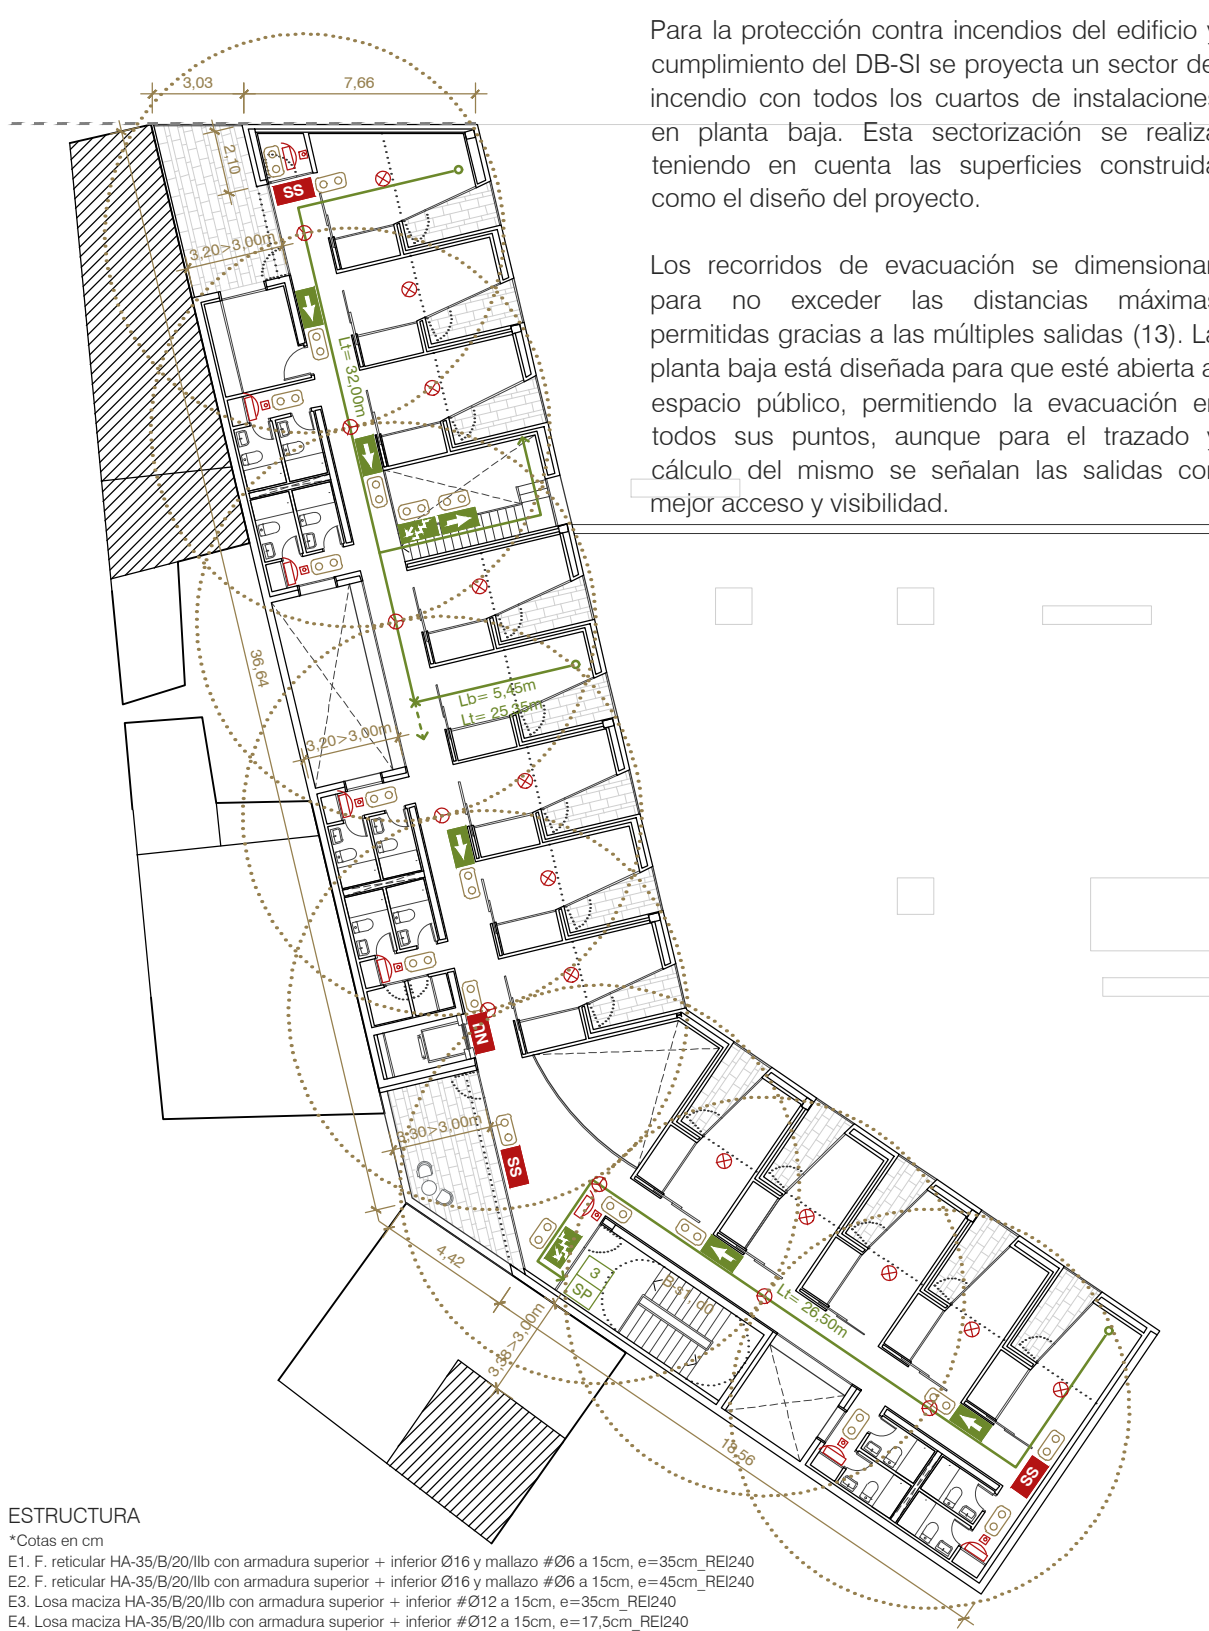 Para la protección contra incendios del edificio y
cumplimiento del DB-SI se proyecta un sector de
incendio con todos los cuartos de instalaciones
en planta baja. Esta sectorización se realiza
teniendo en cuenta las superficies construida
como el diseño del proyecto.
Los recorridos de evacuación se dimensionan
para no exceder las distancias máximas
permitidas gracias a las múltiples salidas (13). La
planta baja está diseñada para que esté abierta a
espacio público, permitiendo la evacuación en
todos sus puntos, aunque para el trazado y
cálculo del mismo se señalan las salidas con
mejor acceso y visibilidad.
3,03
7,66
2,10
SS
3,20>3,00m
Lt= 32,00m
36,64
Lb= 5,45m
Lt= 25,35m
3,20>3,00m
NU
3,30>3,00m
SS
4,42
3
SP
B-s1, d0
3,38>3,00m
Lt= 26,50m
18,56
SS
ESTRUCTURA
*Cotas en cm
E1. F. reticular HA-35/B/20/IIb con armadura superior + inferior Ø16 y mallazo #Ø6 a 15cm, e=35cm_REI240
E2. F. reticular HA-35/B/20/IIb con armadura superior + inferior Ø16 y mallazo #Ø6 a 15cm, e=45cm_REI240
E3. Losa maciza HA-35/B/20/IIb con armadura superior + inferior #Ø12 a 15cm, e=35cm_REI240
E4. Losa maciza HA-35/B/20/IIb con armadura superior + inferior #Ø12 a 15cm, e=17,5cm_REI240